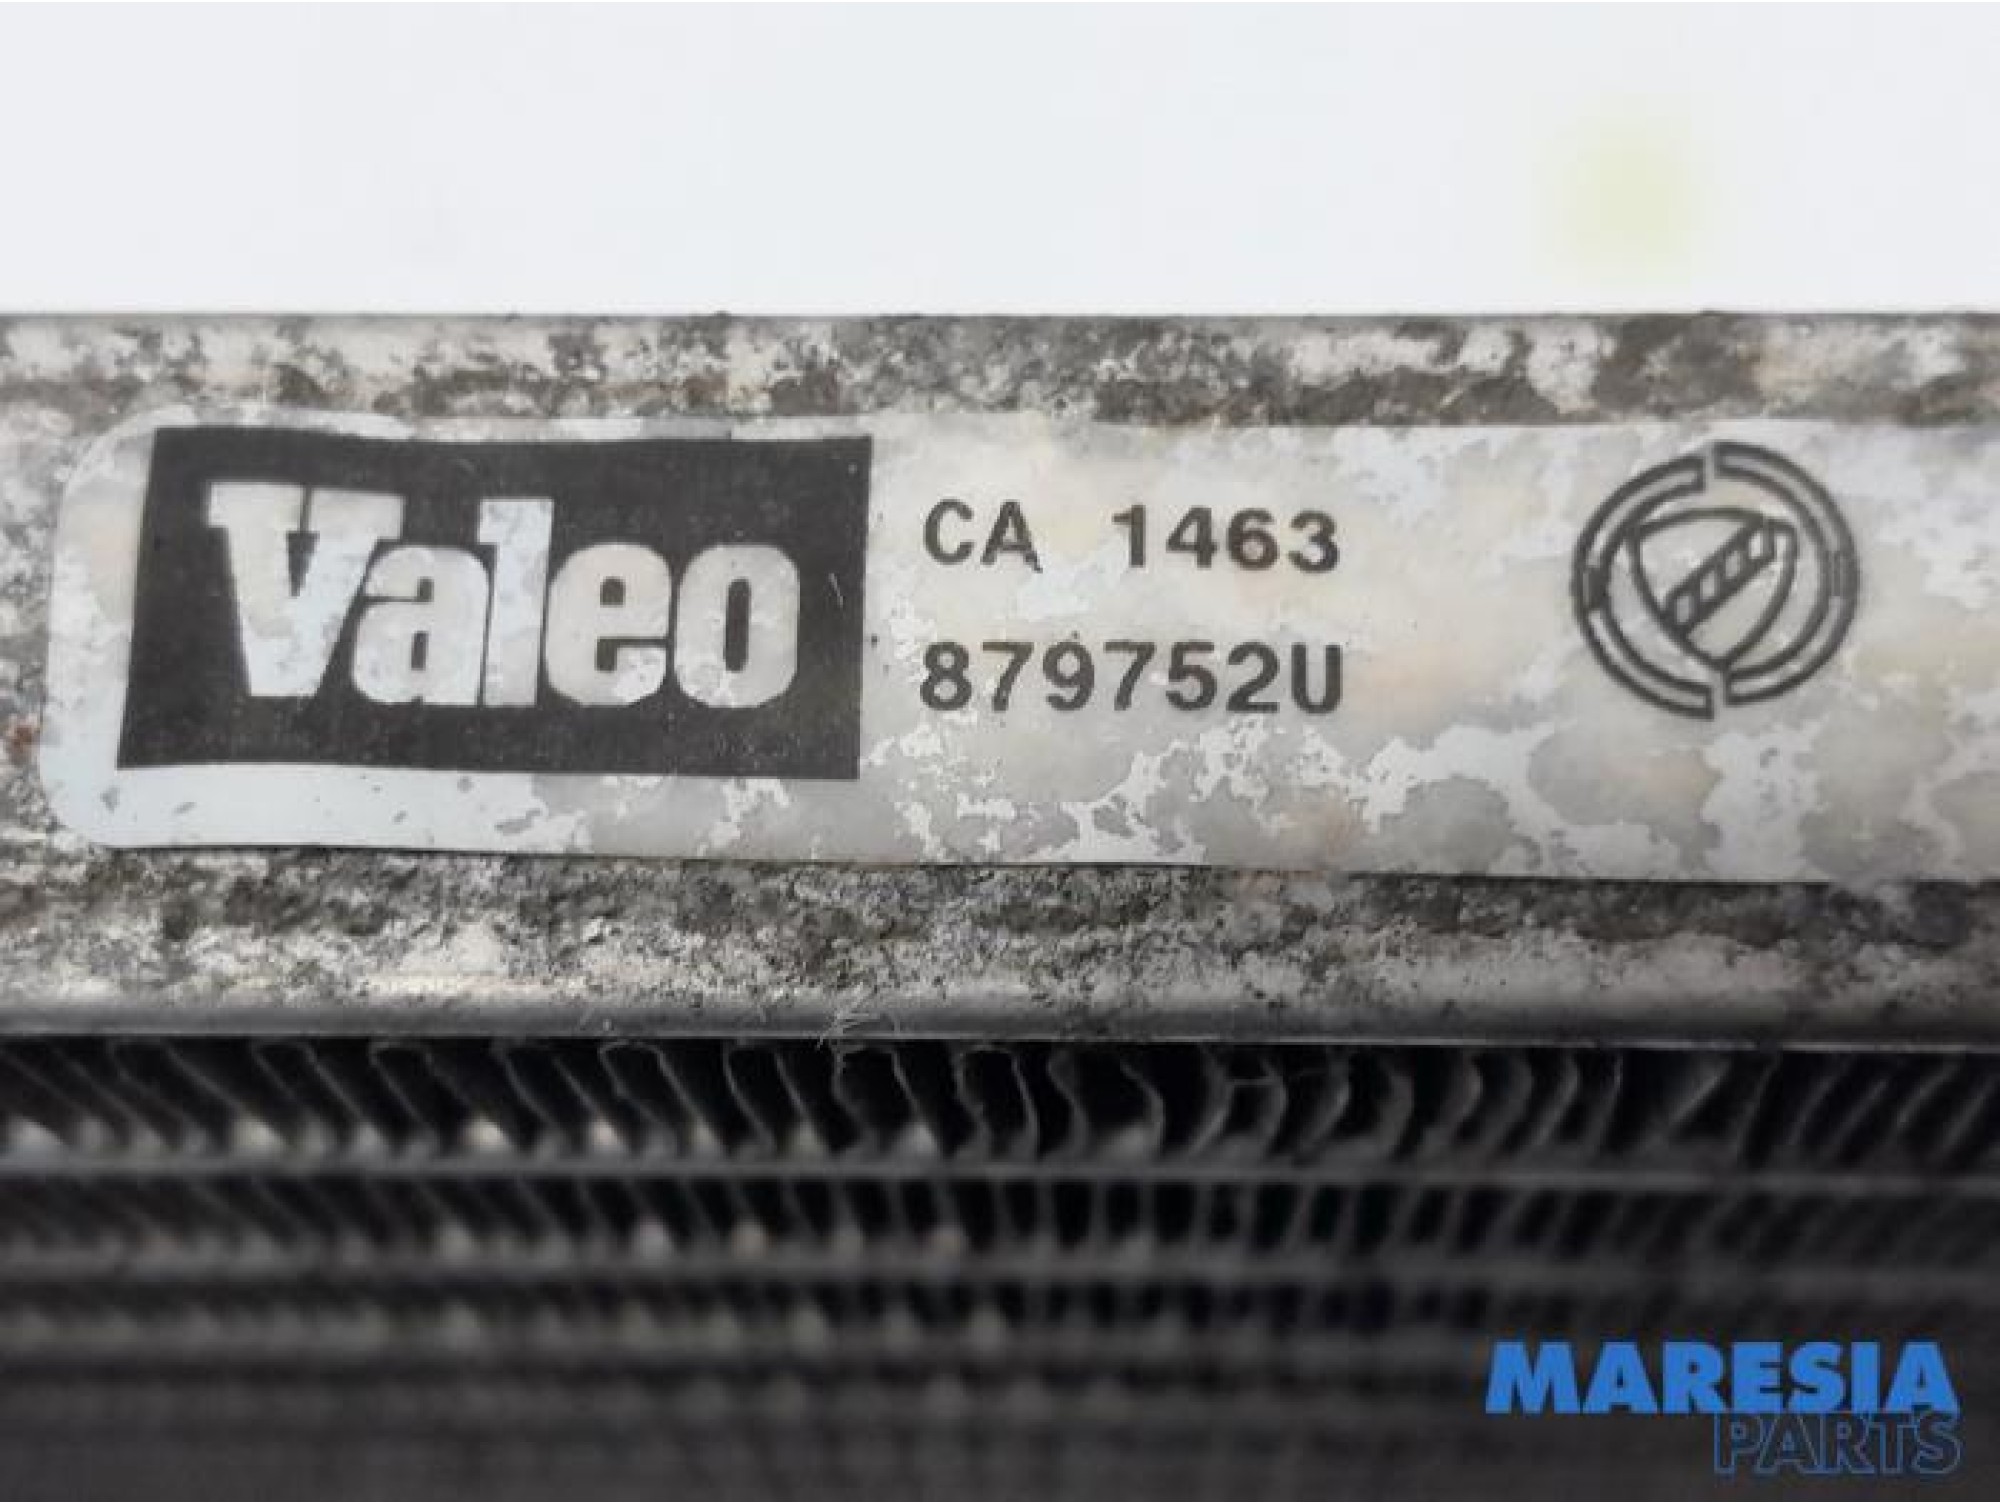 Valeo
CA 1463
879752U
MARESIA
PARTS